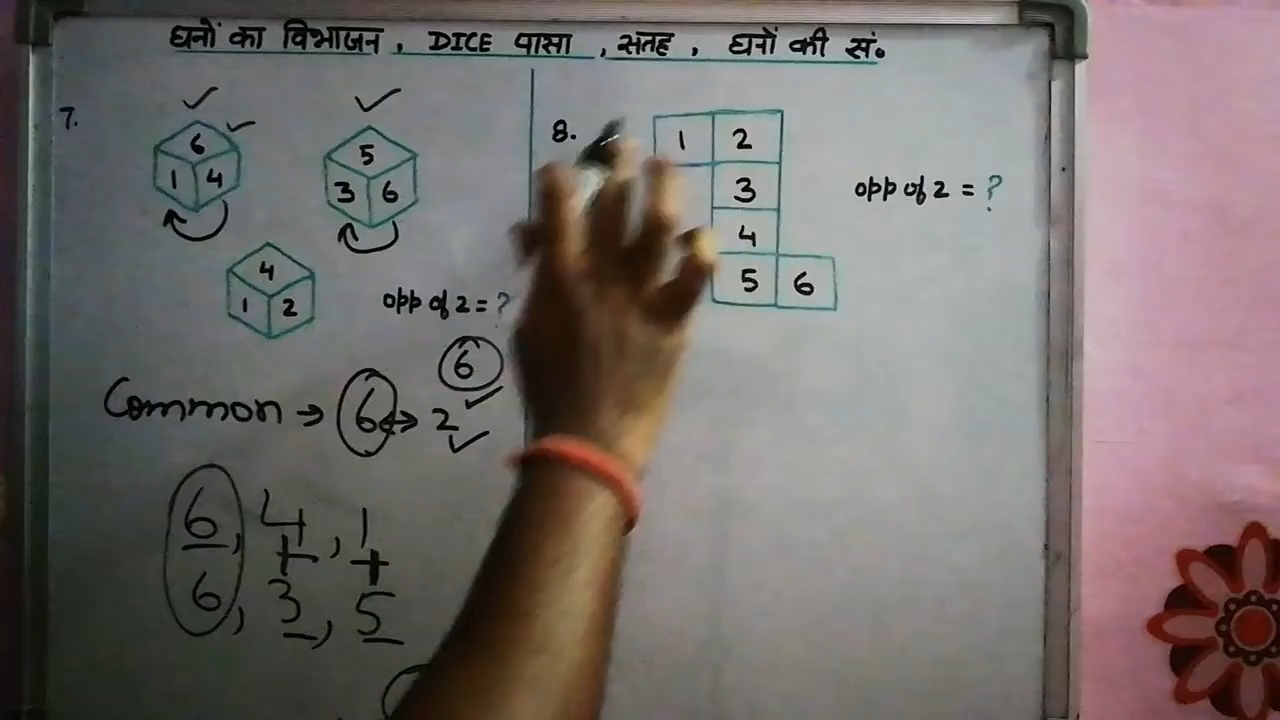 घनों का विभाजन, DICE पासा, सतह, घनों की सं.
7.
6
1 4
5
3 6
4
1 2
opp of 2 = ?
6
Common → 6 ↔ 2
6, 4, 1
6, 3, 5
8.
1 2
3
4
5 6
opp of 2 = ?